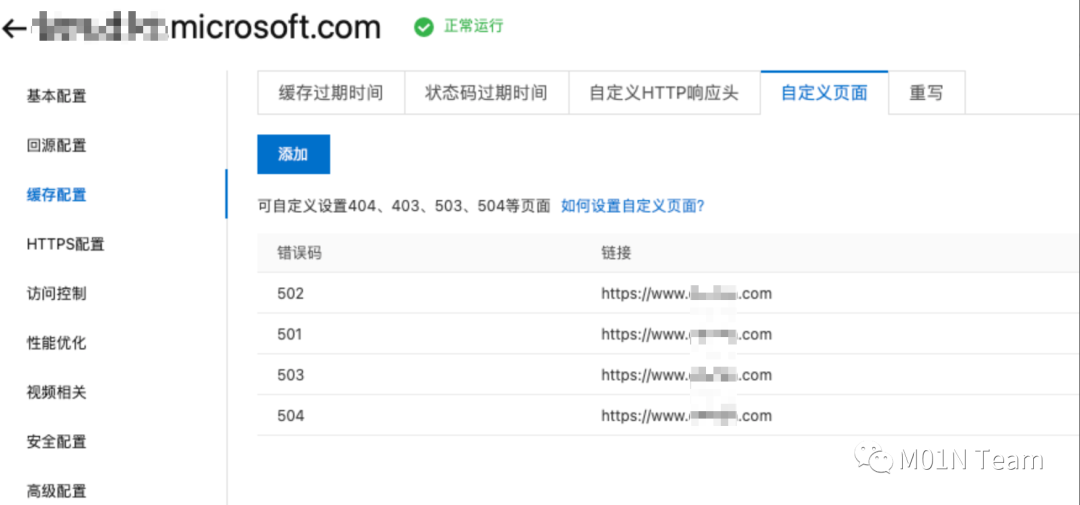 .microsoft.com 正常运行
基本配置
回源配置
缓存配置
HTTPS配置
访问控制
性能优化
视频相关
安全配置
高级配置
缓存过期时间 状态码过期时间 自定义HTTP响应头 自定义页面 重写
添加
可自定义设置404、403、503、504等页面 如何设置自定义页面?
错误码 链接
502 https://www. .com
501 https://www. .com
503 https://www. .com
504 https://www. .com
M01N Team